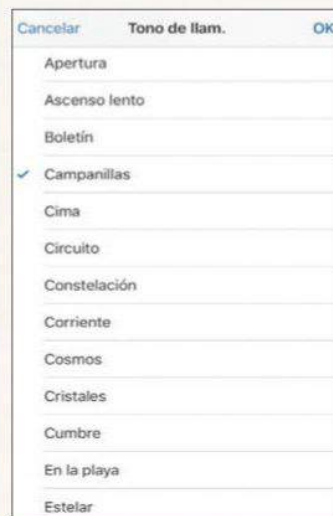 Cancelar Tono de llam. OK
Apertura
Ascenso lento
Boletín
Campanillas
Cima
Circuito
Constelación
Corriente
Cosmos
Cristales
Cumbre
En la playa
Estelar